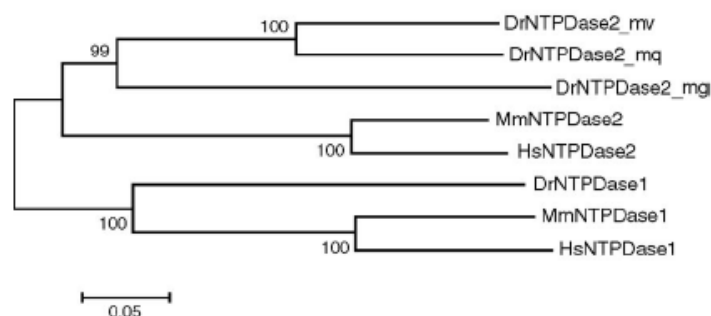 100
DrNTPDase2_mv
99
DrNTPDase2_mq
DrNTPDase2_mg
MmNTPDase2
100
HsNTPDase2
DrNTPDase1
100
MmNTPDase1
100
HsNTPDase1
0.05